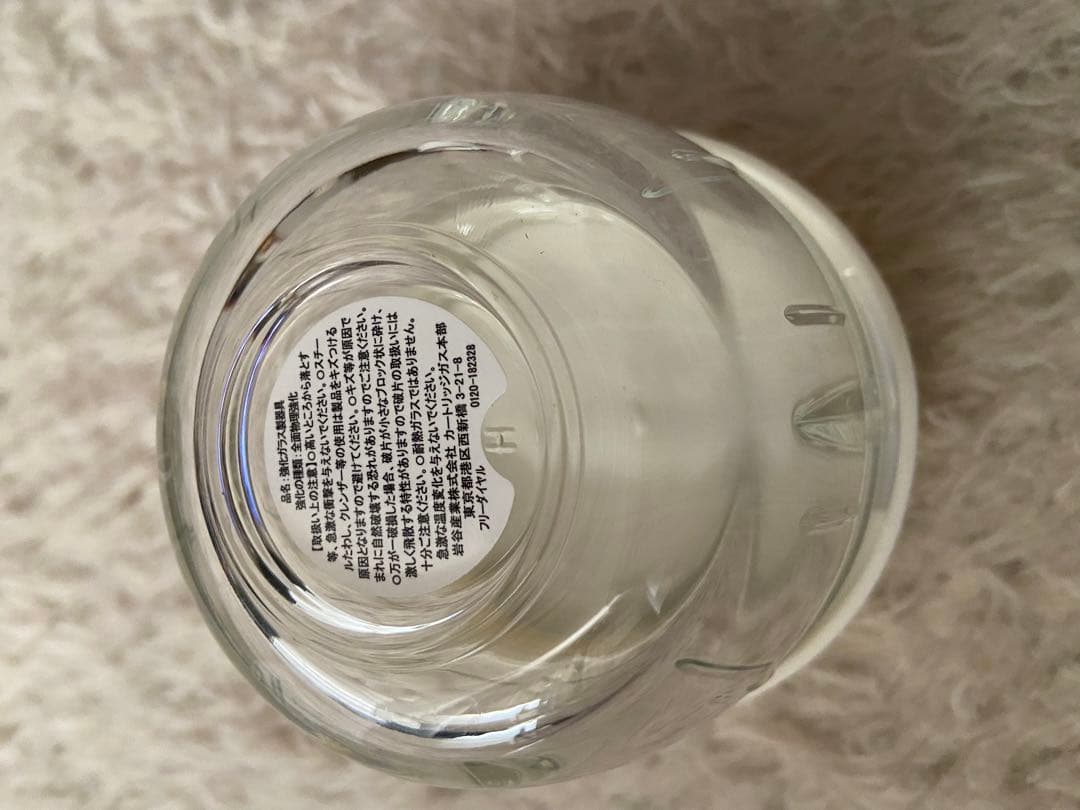 品名:強化ガラス製器具
強化の種類:全面物理強化
【取扱い上の注意】○高いところから落とす
等、急激な衝撃を与えないでください。○スチー
ルたわし、クレンザー等の使用は製品をキズつける
原因となりますので避けてください。○キズ等が原因で
まれに自然破壊する恐れがありますのでご注意ください。
○万が一破損した場合、破片が小さなブロック状に砕け、
激しく飛散する特性がありますので破片の取扱いには
十分ご注意ください。○耐熱ガラスではありません。
急激な温度変化を与えないでください。
岩谷産業株式会社 カートリッジガス本部
東京都港区西新橋 3-21-8
フリーダイヤル 0120-182328
H